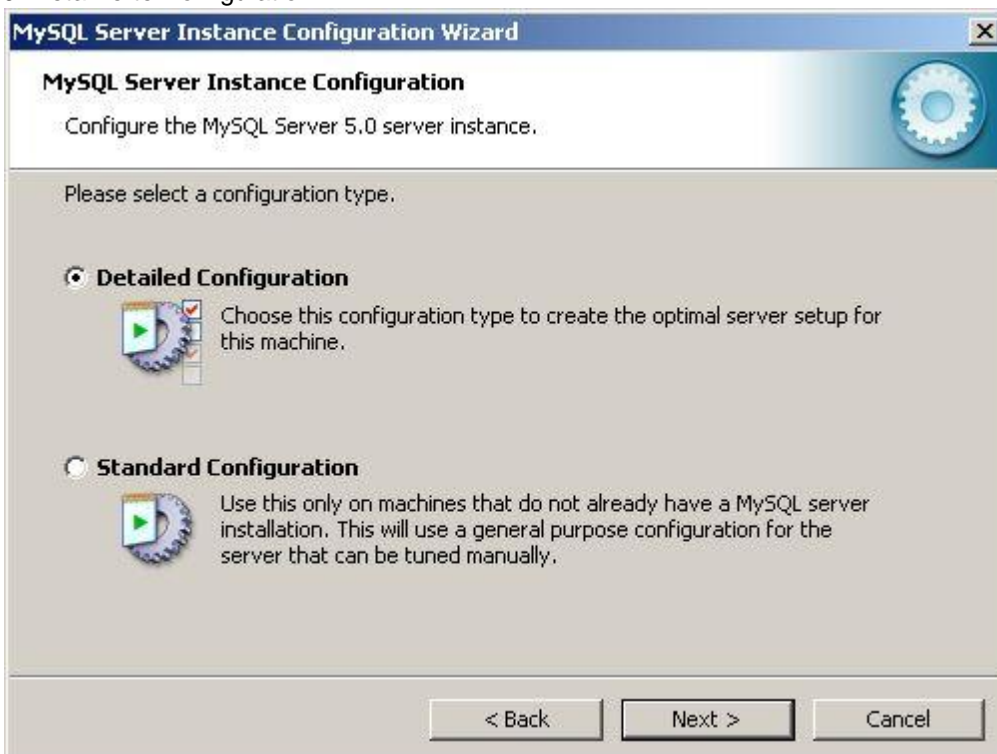 MySQL Server Instance Configuration Wizard
MySQL Server Instance Configuration
Configure the MySQL Server 5.0 server instance.
Please select a configuration type.
Detailed Configuration
Choose this configuration type to create the optimal server setup for
this machine.
Standard Configuration
Use this only on machines that do not already have a MySQL server
installation. This will use a general purpose configuration for the
server that can be tuned manually.
< Back
Next >
Cancel